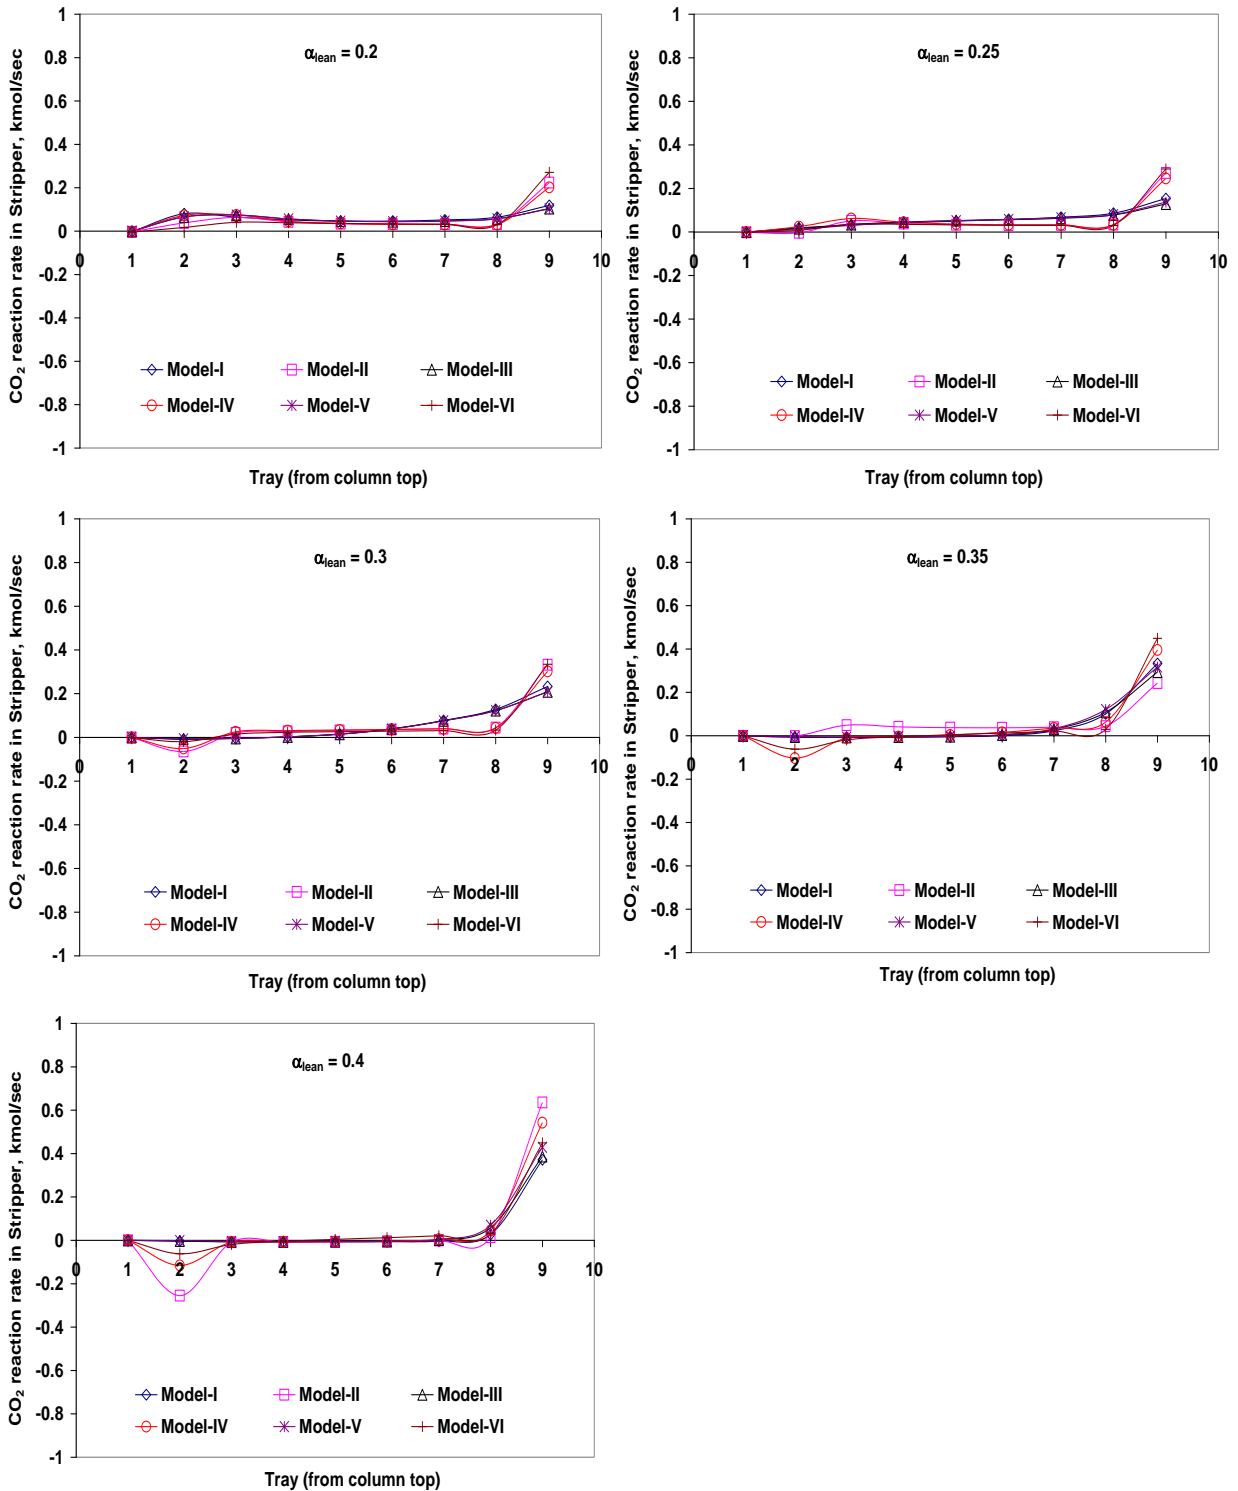 CO2 reaction rate in Stripper, kmol/sec
αlean = 0.2
1
0.8
0.6
0.4
0.2
0
-0.2
-0.4
-0.6
-0.8
-1
0 1 2 3 4 5 6 7 8 9 10
Model-I Model-II Model-III
Model-IV Model-V Model-VI
Tray (from column top)
CO2 reaction rate in Stripper, kmol/sec
αlean = 0.25
1
0.8
0.6
0.4
0.2
0
-0.2
-0.4
-0.6
-0.8
-1
0 1 2 3 4 5 6 7 8 9 10
Model-I Model-II Model-III
Model-IV Model-V Model-VI
Tray (from column top)
CO2 reaction rate in Stripper, kmol/sec
αlean = 0.3
1
0.8
0.6
0.4
0.2
0
-0.2
-0.4
-0.6
-0.8
-1
0 1 2 3 4 5 6 7 8 9 10
Model-I Model-II Model-III
Model-IV Model-V Model-VI
Tray (from column top)
CO2 reaction rate in Stripper, kmol/sec
αlean = 0.35
1
0.8
0.6
0.4
0.2
0
-0.2
-0.4
-0.6
-0.8
-1
0 1 2 3 4 5 6 7 8 9 10
Model-I Model-II Model-III
Model-IV Model-V Model-VI
Tray (from column top)
CO2 reaction rate in Stripper, kmol/sec
αlean = 0.4
1
0.8
0.6
0.4
0.2
0
-0.2
-0.4
-0.6
-0.8
-1
0 1 2 3 4 5 6 7 8 9 10
Model-I Model-II Model-III
Model-IV Model-V Model-VI
Tray (from column top)